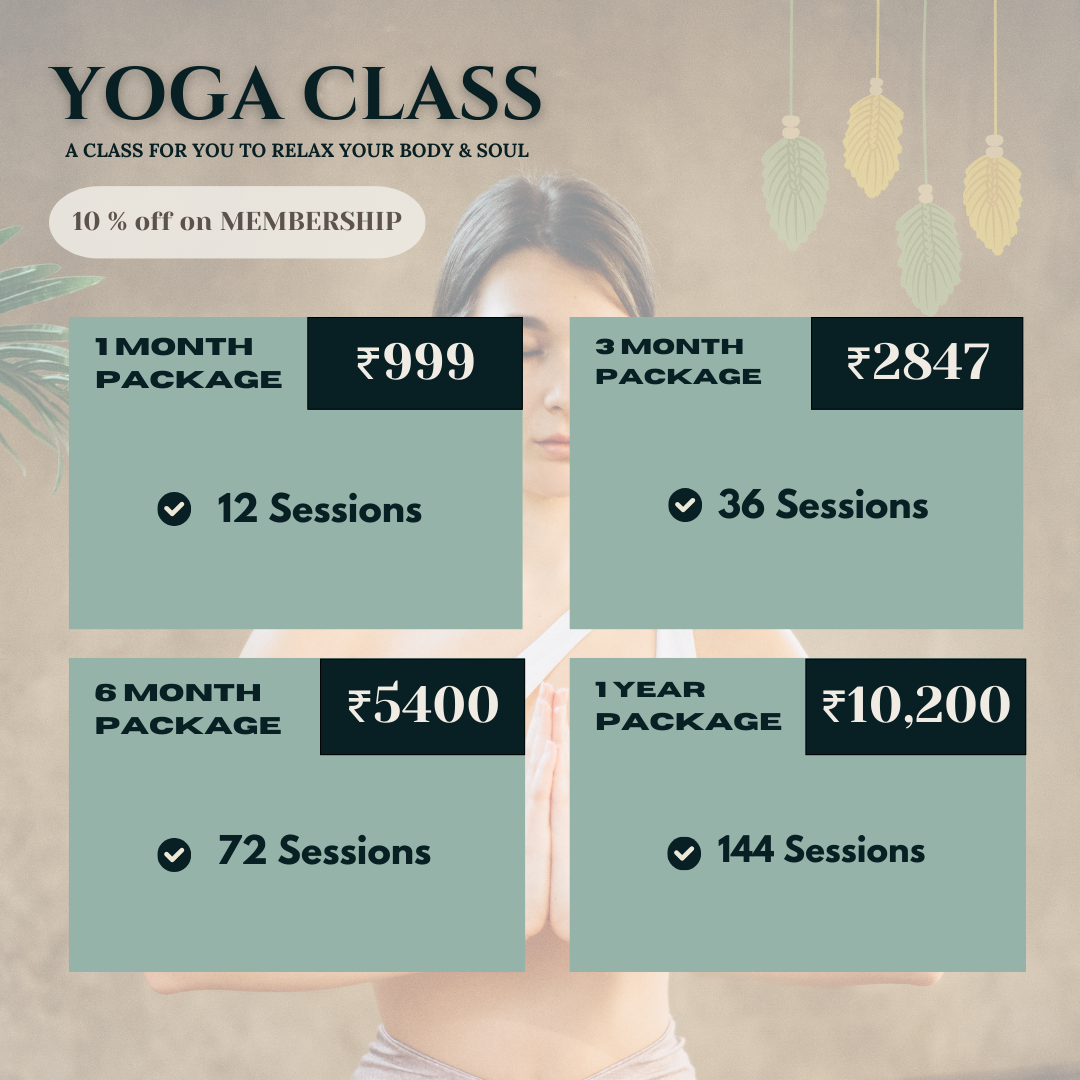 YOGA CLASS
A CLASS FOR YOU TO RELAX YOUR BODY & SOUL
10 % off on MEMBERSHIP
1 MONTH
PACKAGE
₹999
12 Sessions
3 MONTH
PACKAGE
₹2847
36 Sessions
6 MONTH
PACKAGE
₹5400
72 Sessions
1 YEAR
PACKAGE
₹10,200
144 Sessions